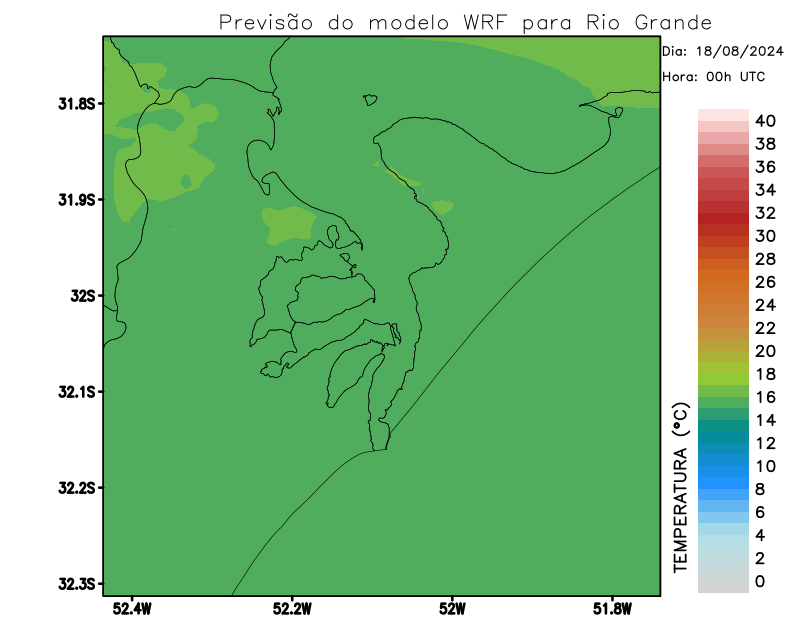 Previsão do modelo WRF para Rio Grande
Dia: 18/08/2024
Hora: 00h UTC
31.8S
31.9S
32S
32.1S
32.2S
32.3S
52.4W
52.2W
52W
51.8W
TEMPERATURA (°C)
40
38
36
34
32
30
28
26
24
22
20
18
16
14
12
10
8
6
4
2
0